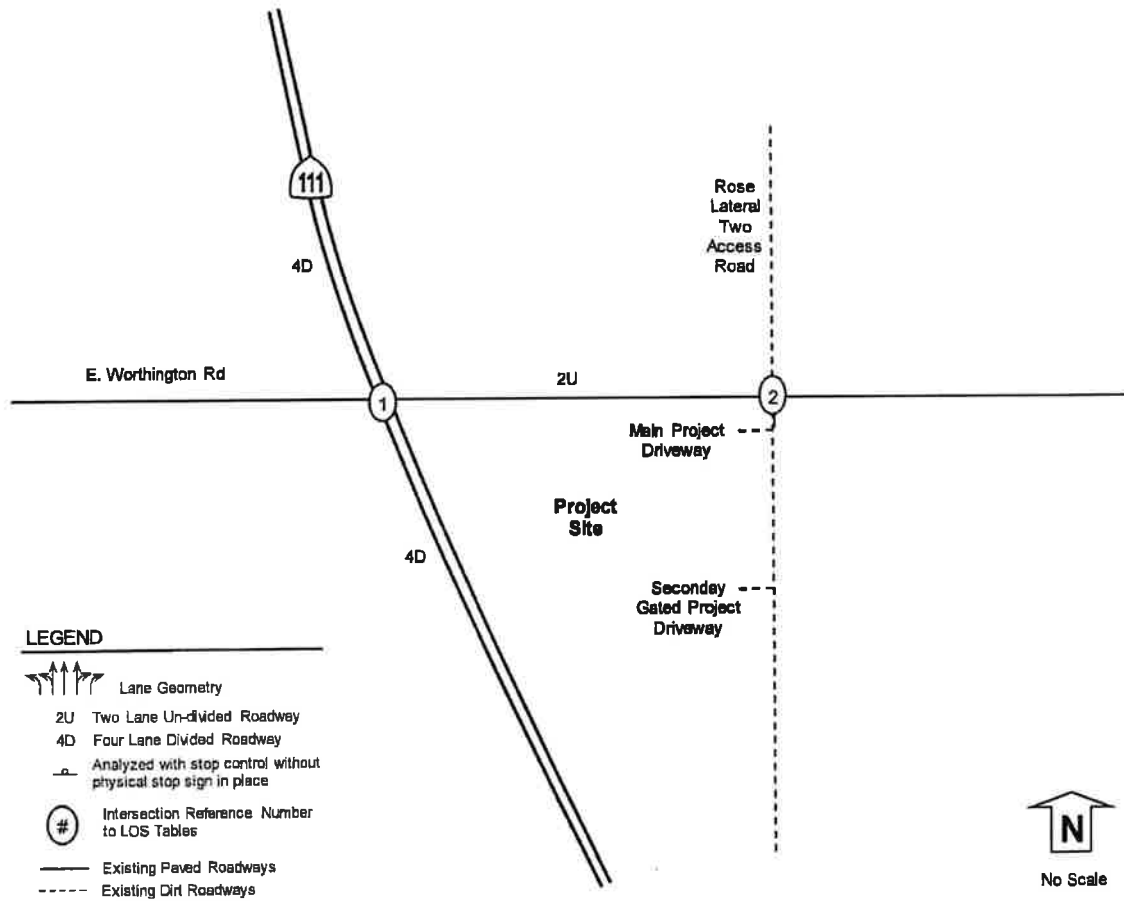 111
4D
Rose
Lateral
Two
Access
Road
E. Worthington Rd
2U
1
2
Main Project
Driveway
Project
Site
4D
Seconday
Gated Project
Driveway
LEGEND
Lane Geometry
2U Two Lane Un-divided Roadway
4D Four Lane Divided Roadway
Analyzed with stop control without
physical stop sign in place
# Intersection Reference Number
to LOS Tables
Existing Paved Roadways
Existing Dirt Roadways
N
No Scale